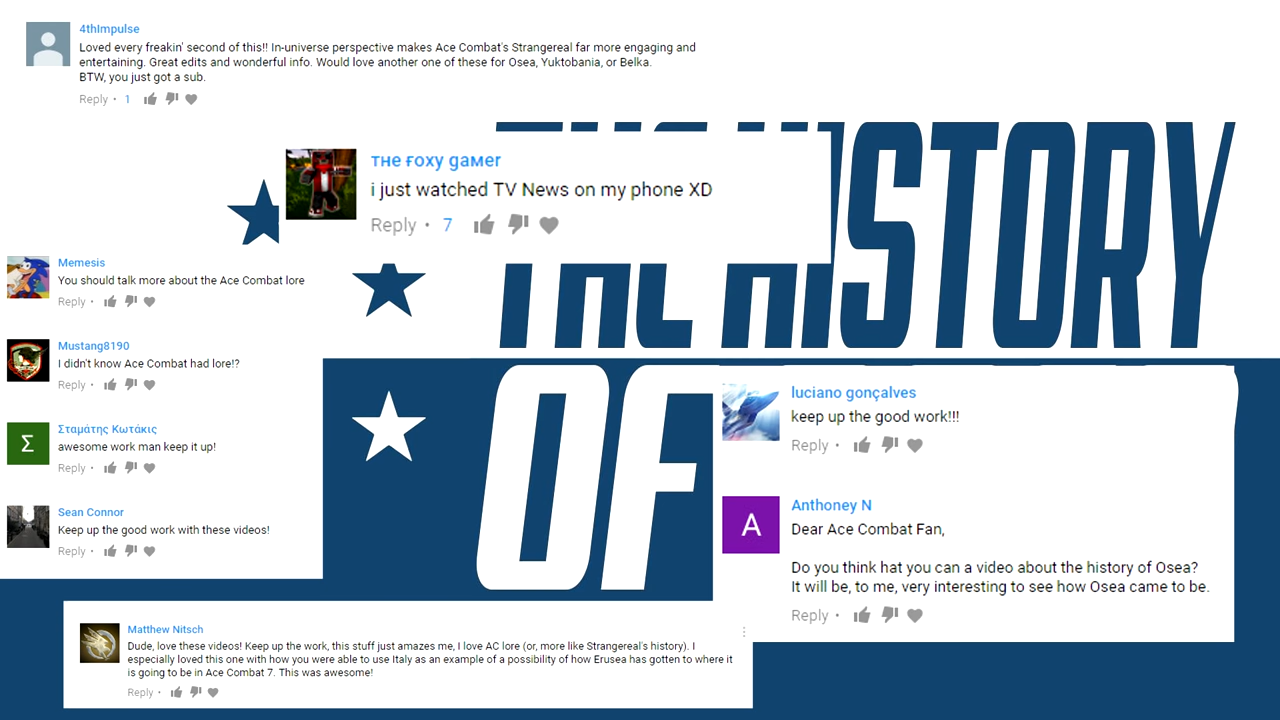 4thImpulse
Loved every freakin' second of this!! In-universe perspective makes Ace Combat's Strangereal far more engaging and
entertaining. Great edits and wonderful info. Would love another one of these for Osea, Yuktobania, or Belka.
BTW, you just got a sub.
Reply • 1
THE HISTORY
тнe ғoхy gaмer
i just watched TV News on my phone XD
Reply • 7
Memesis
You should talk more about the Ace Combat lore
Reply •
Mustang8190
I didn't know Ace Combat had lore!?
Reply •
Σταμάτης Κωτάκις
Σ
awesome work man keep it up!
Reply •
Sean Connor
Keep up the good work with these videos!
Reply •
OF
luciano gonçalves
keep up the good work!!!
Reply •
Anthoney N
A
Dear Ace Combat Fan,
Do you think hat you can a video about the history of Osea?
It will be, to me, very interesting to see how Osea came to be.
Reply •
Matthew Nitsch
Dude, love these videos! Keep up the work, this stuff just amazes me, I love AC lore (or, more like Strangereal's history). I
especially loved this one with how you were able to use Italy as an example of a possibility of how Erusea has gotten to where it
is going to be in Ace Combat 7. This was awesome!
Reply •